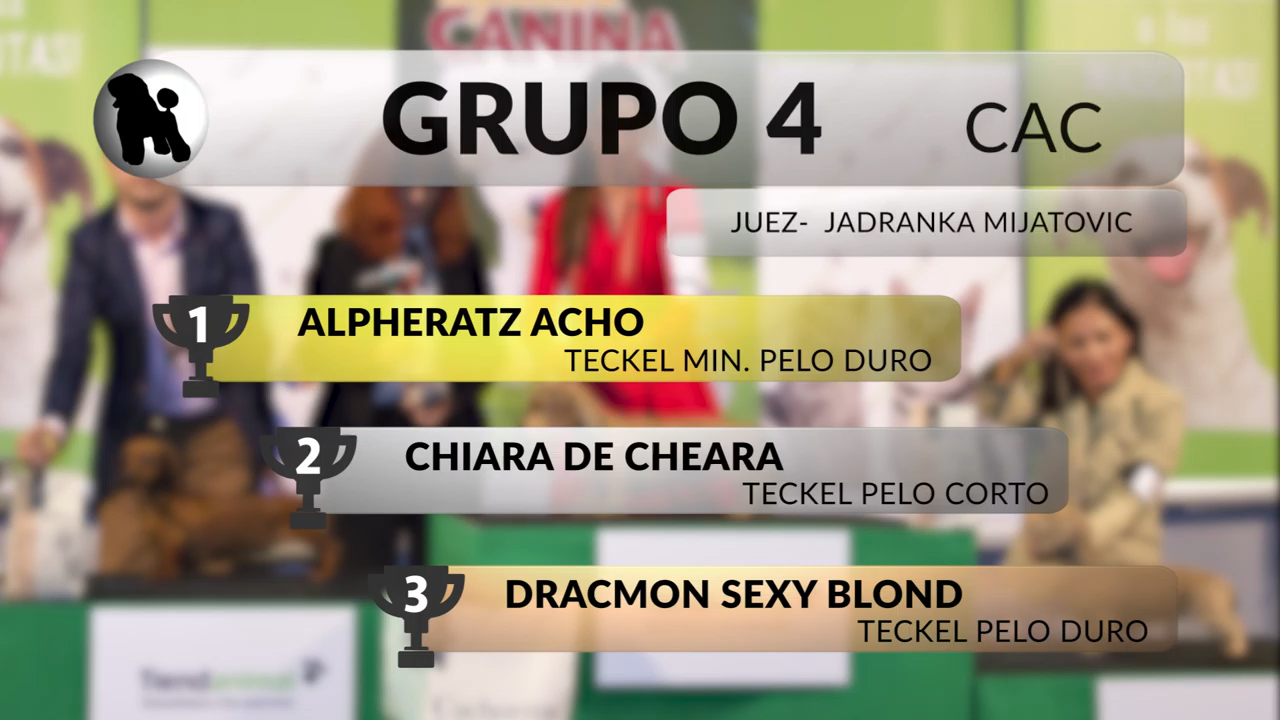 CANINA
GRUPO 4
CAC
JUEZ- JADRANKA MIJATOVIC
1
ALPHERATZ ACHO
TECKEL MIN. PELO DURO
2
CHIARA DE CHEARA
TECKEL PELO CORTO
3
DRACMON SEXY BLOND
TECKEL PELO DURO
Tiendanimal